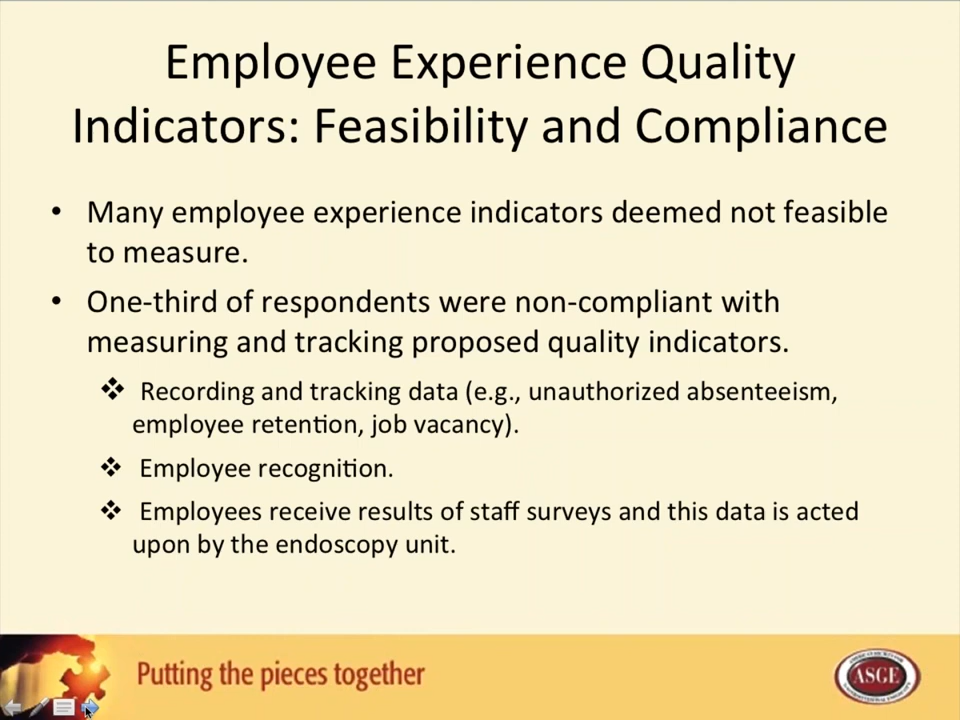 Employee Experience Quality
Indicators: Feasibility and Compliance
• Many employee experience indicators deemed not feasible
to measure.
• One-third of respondents were non-compliant with
measuring and tracking proposed quality indicators.
❖ Recording and tracking data (e.g., unauthorized absenteeism,
employee retention, job vacancy).
❖ Employee recognition.
❖ Employees receive results of staff surveys and this data is acted
upon by the endoscopy unit.
Putting the pieces together
ASGE